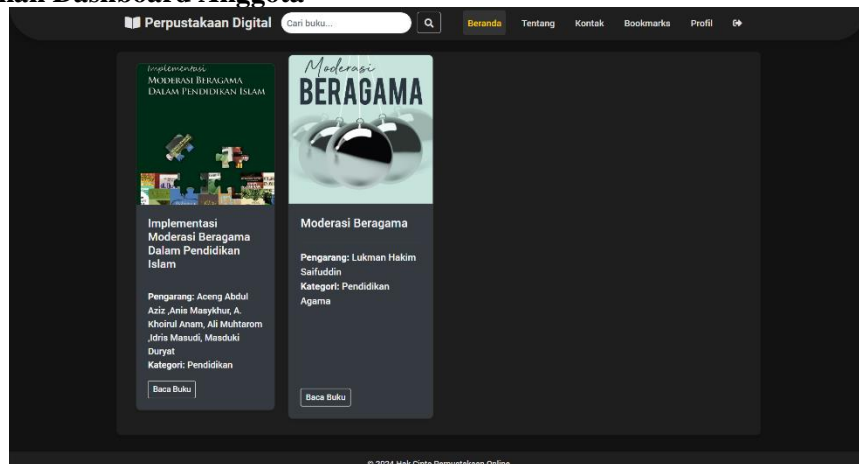 Dashboard Anggota
Perpustakaan Digital
Cari buku...
Beranda
Tentang
Kontak
Bookmarks
Profil
Implementasi
MODERASI BERAGAMA
DALAM PENDIDIKAN ISLAM
Moderasi
BERAGAMA
Implementasi
Moderasi Beragama
Dalam Pendidikan
Islam
Pengarang: Aceng Abdul
Aziz ,Anis Masykhur, A.
Khoirul Anam, Ali Muhtarom
,Idris Masudi, Masduki
Duryat
Kategori: Pendidikan
Baca Buku
Moderasi Beragama
Pengarang: Lukman Hakim
Saifuddin
Kategori: Pendidikan
Agama
Baca Buku
© 2024 Hak Cipta Perpustakaan Online